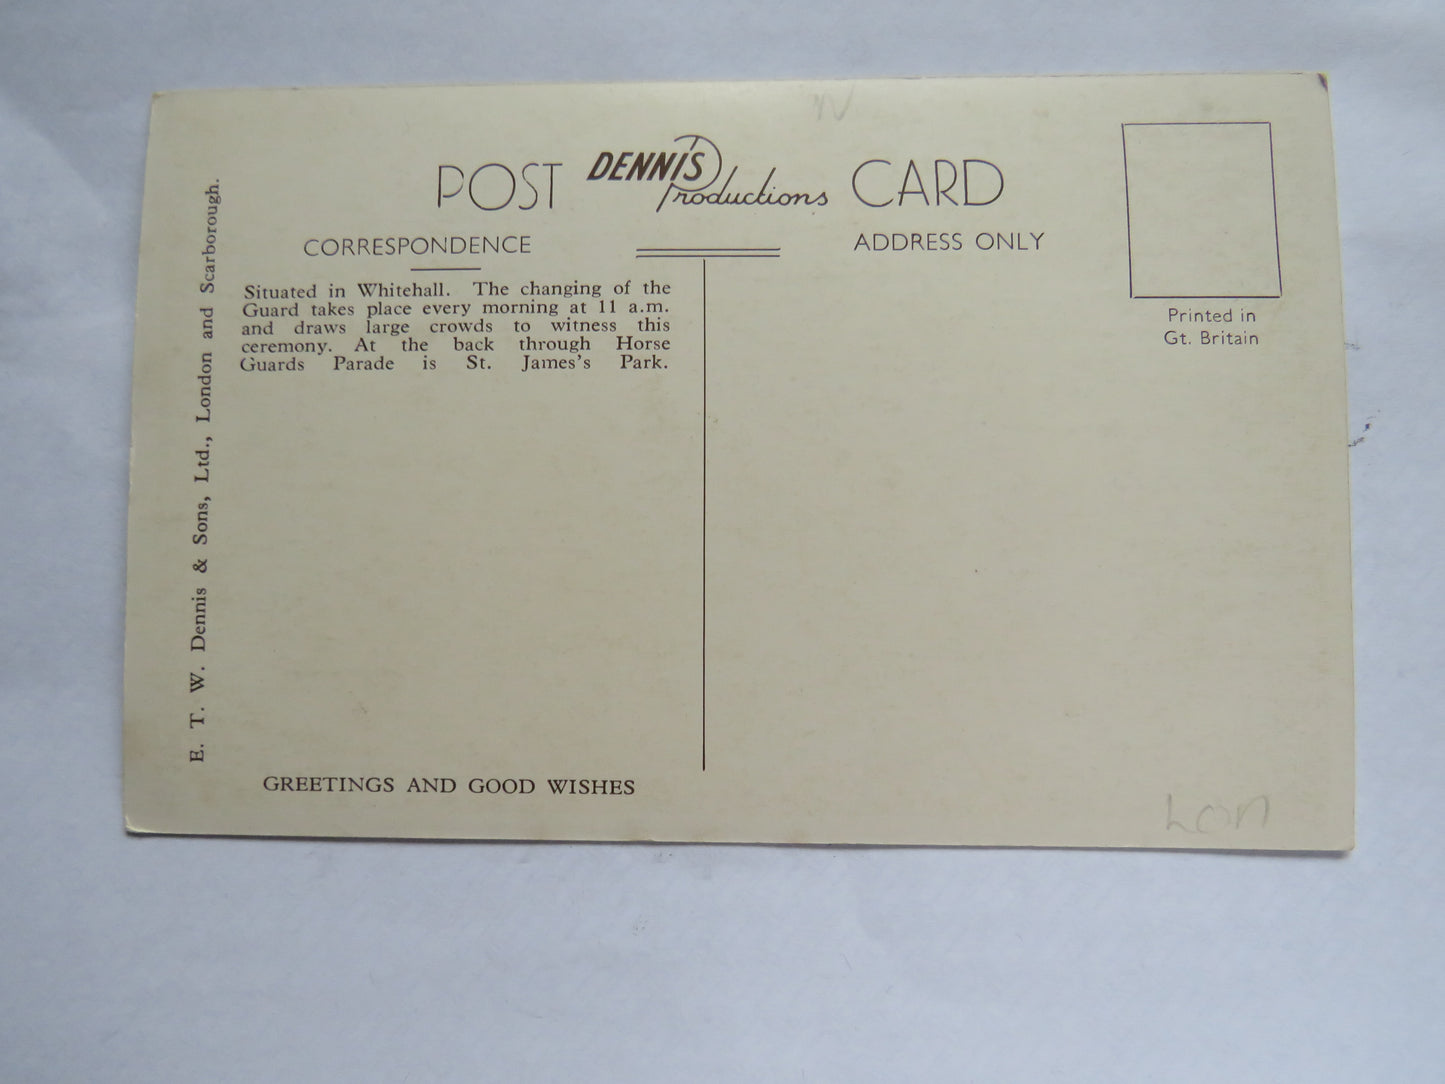 POST DENNIS Productions CARD
CORRESPONDENCE
ADDRESS ONLY
Situated in Whitehall. The changing of the
Guard takes place every morning at 11 a.m.
and draws large crowds to witness this
ceremony. At the back through Horse
Guards Parade is St. James's Park.
Printed in
Gt. Britain
E. T. W. Dennis & Sons, Ltd., London and Scarborough.
GREETINGS AND GOOD WISHES
Lon